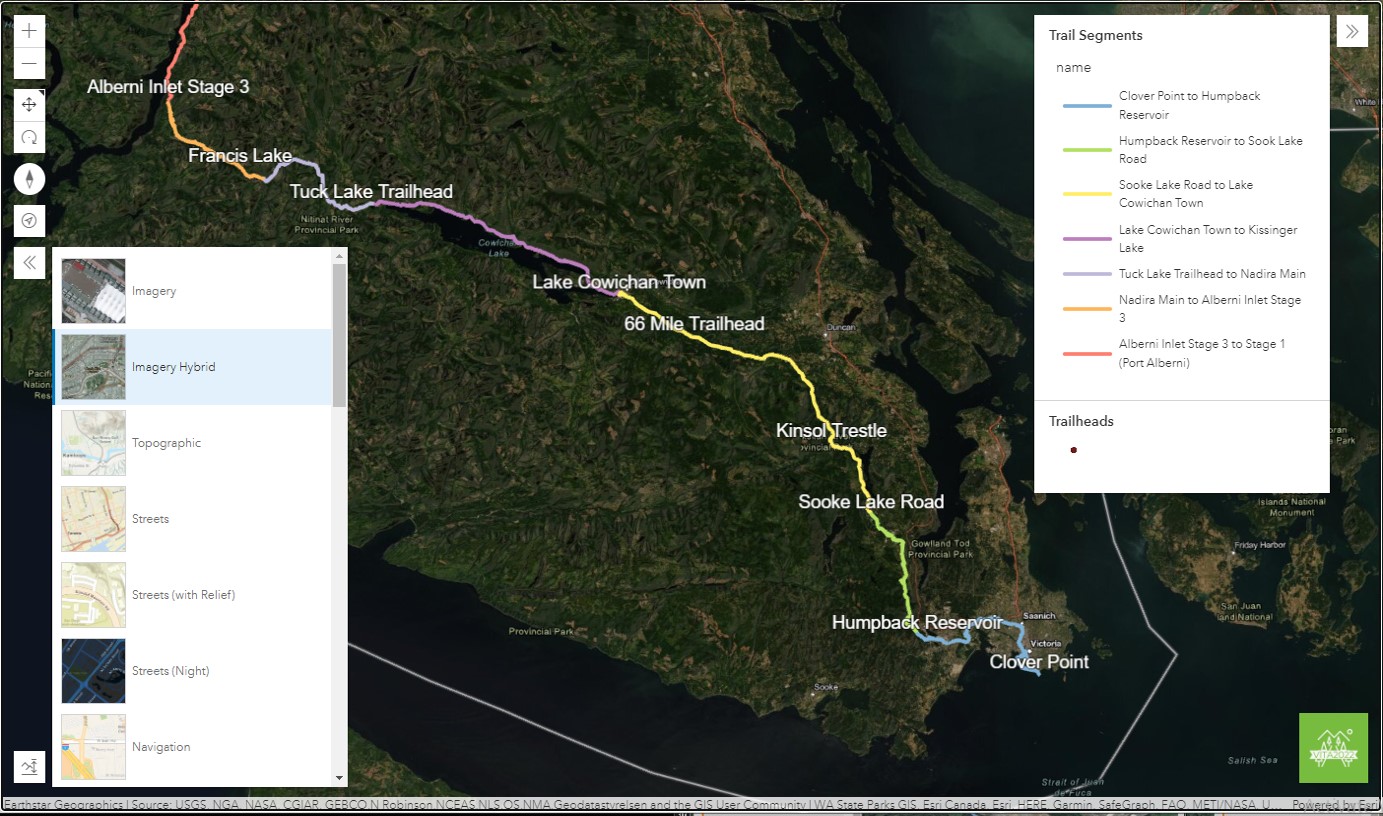 Alberni Inlet Stage 3
Francis Lake
Tuck Lake Trailhead
Nitinat River
Provincial Park
Lake
Lake Cowichan Town
66 Mile Trailhead
Duncan
Kinsol Trestle
Sooke Lake Road
Gowlland Tod
Provincial Park
Humpback Reservoir
Saanich
Victoria
Clover Point
Provincial Park
Sooke
Friday Harbor
Islands National
Monument
San Juan
Island National
Salish Sea
Strait of Juan
de Fuca
White
Trail Segments
name
Clover Point to Humpback
Reservoir
Humpback Reservoir to Sook Lake
Road
Sooke Lake Road to Lake
Cowichan Town
Lake Cowichan Town to Kissinger
Lake
Tuck Lake Trailhead to Nadira Main
Nadira Main to Alberni Inlet Stage
3
Alberni Inlet Stage 3 to Stage 1
(Port Alberni)
Trailheads
Imagery
Imagery Hybrid
Topographic
Streets
Streets (with Relief)
Streets (Night)
Navigation
VITA2022
Earthstar Geographics | Source: USGS, NGA, NASA, CGIAR, GEBCO,N Robinson,NCEAS,NLS,OS,NMA,Geodatastyrelsen and the GIS User Community | WA State Parks GIS, Esri Canada, Esri, HERE, Garmin, SafeGraph, FAO, METI/NASA, U... Powered by Esri